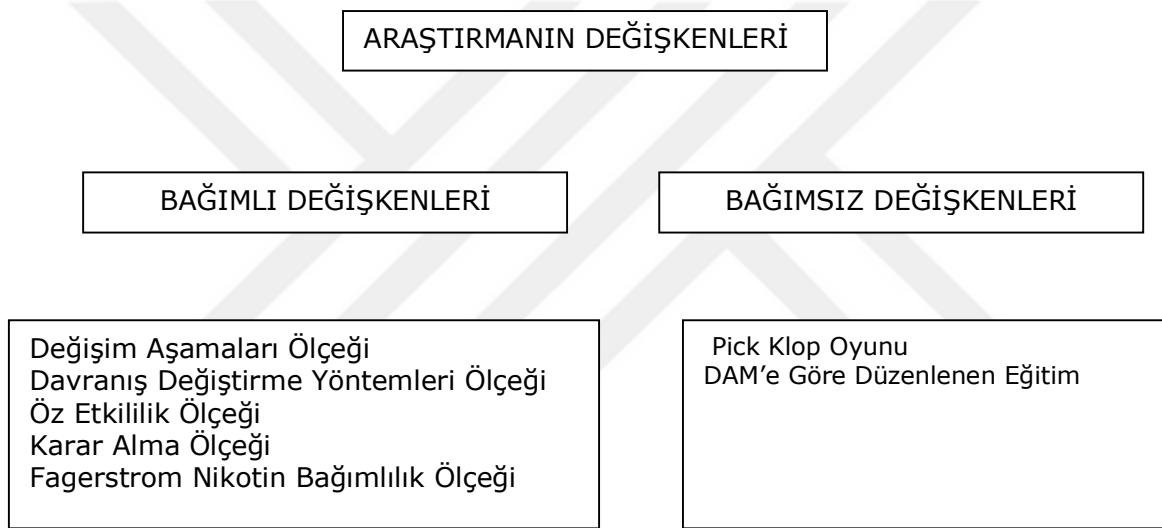 ARAŞTIRMANIN DEĞİŞKENLERİ
BAĞIMLI DEĞİŞKENLERİ
BAĞIMSIZ DEĞİŞKENLERİ
Değişim Aşamaları Ölçeği
Davranış Değiştirme Yöntemleri Ölçeği
Öz Etkililik Ölçeği
Karar Alma Ölçeği
Fagerstrom Nikotin Bağımlılık Ölçeği
Pick Klop Oyunu
DAM’e Göre Düzenlenen Eğitim